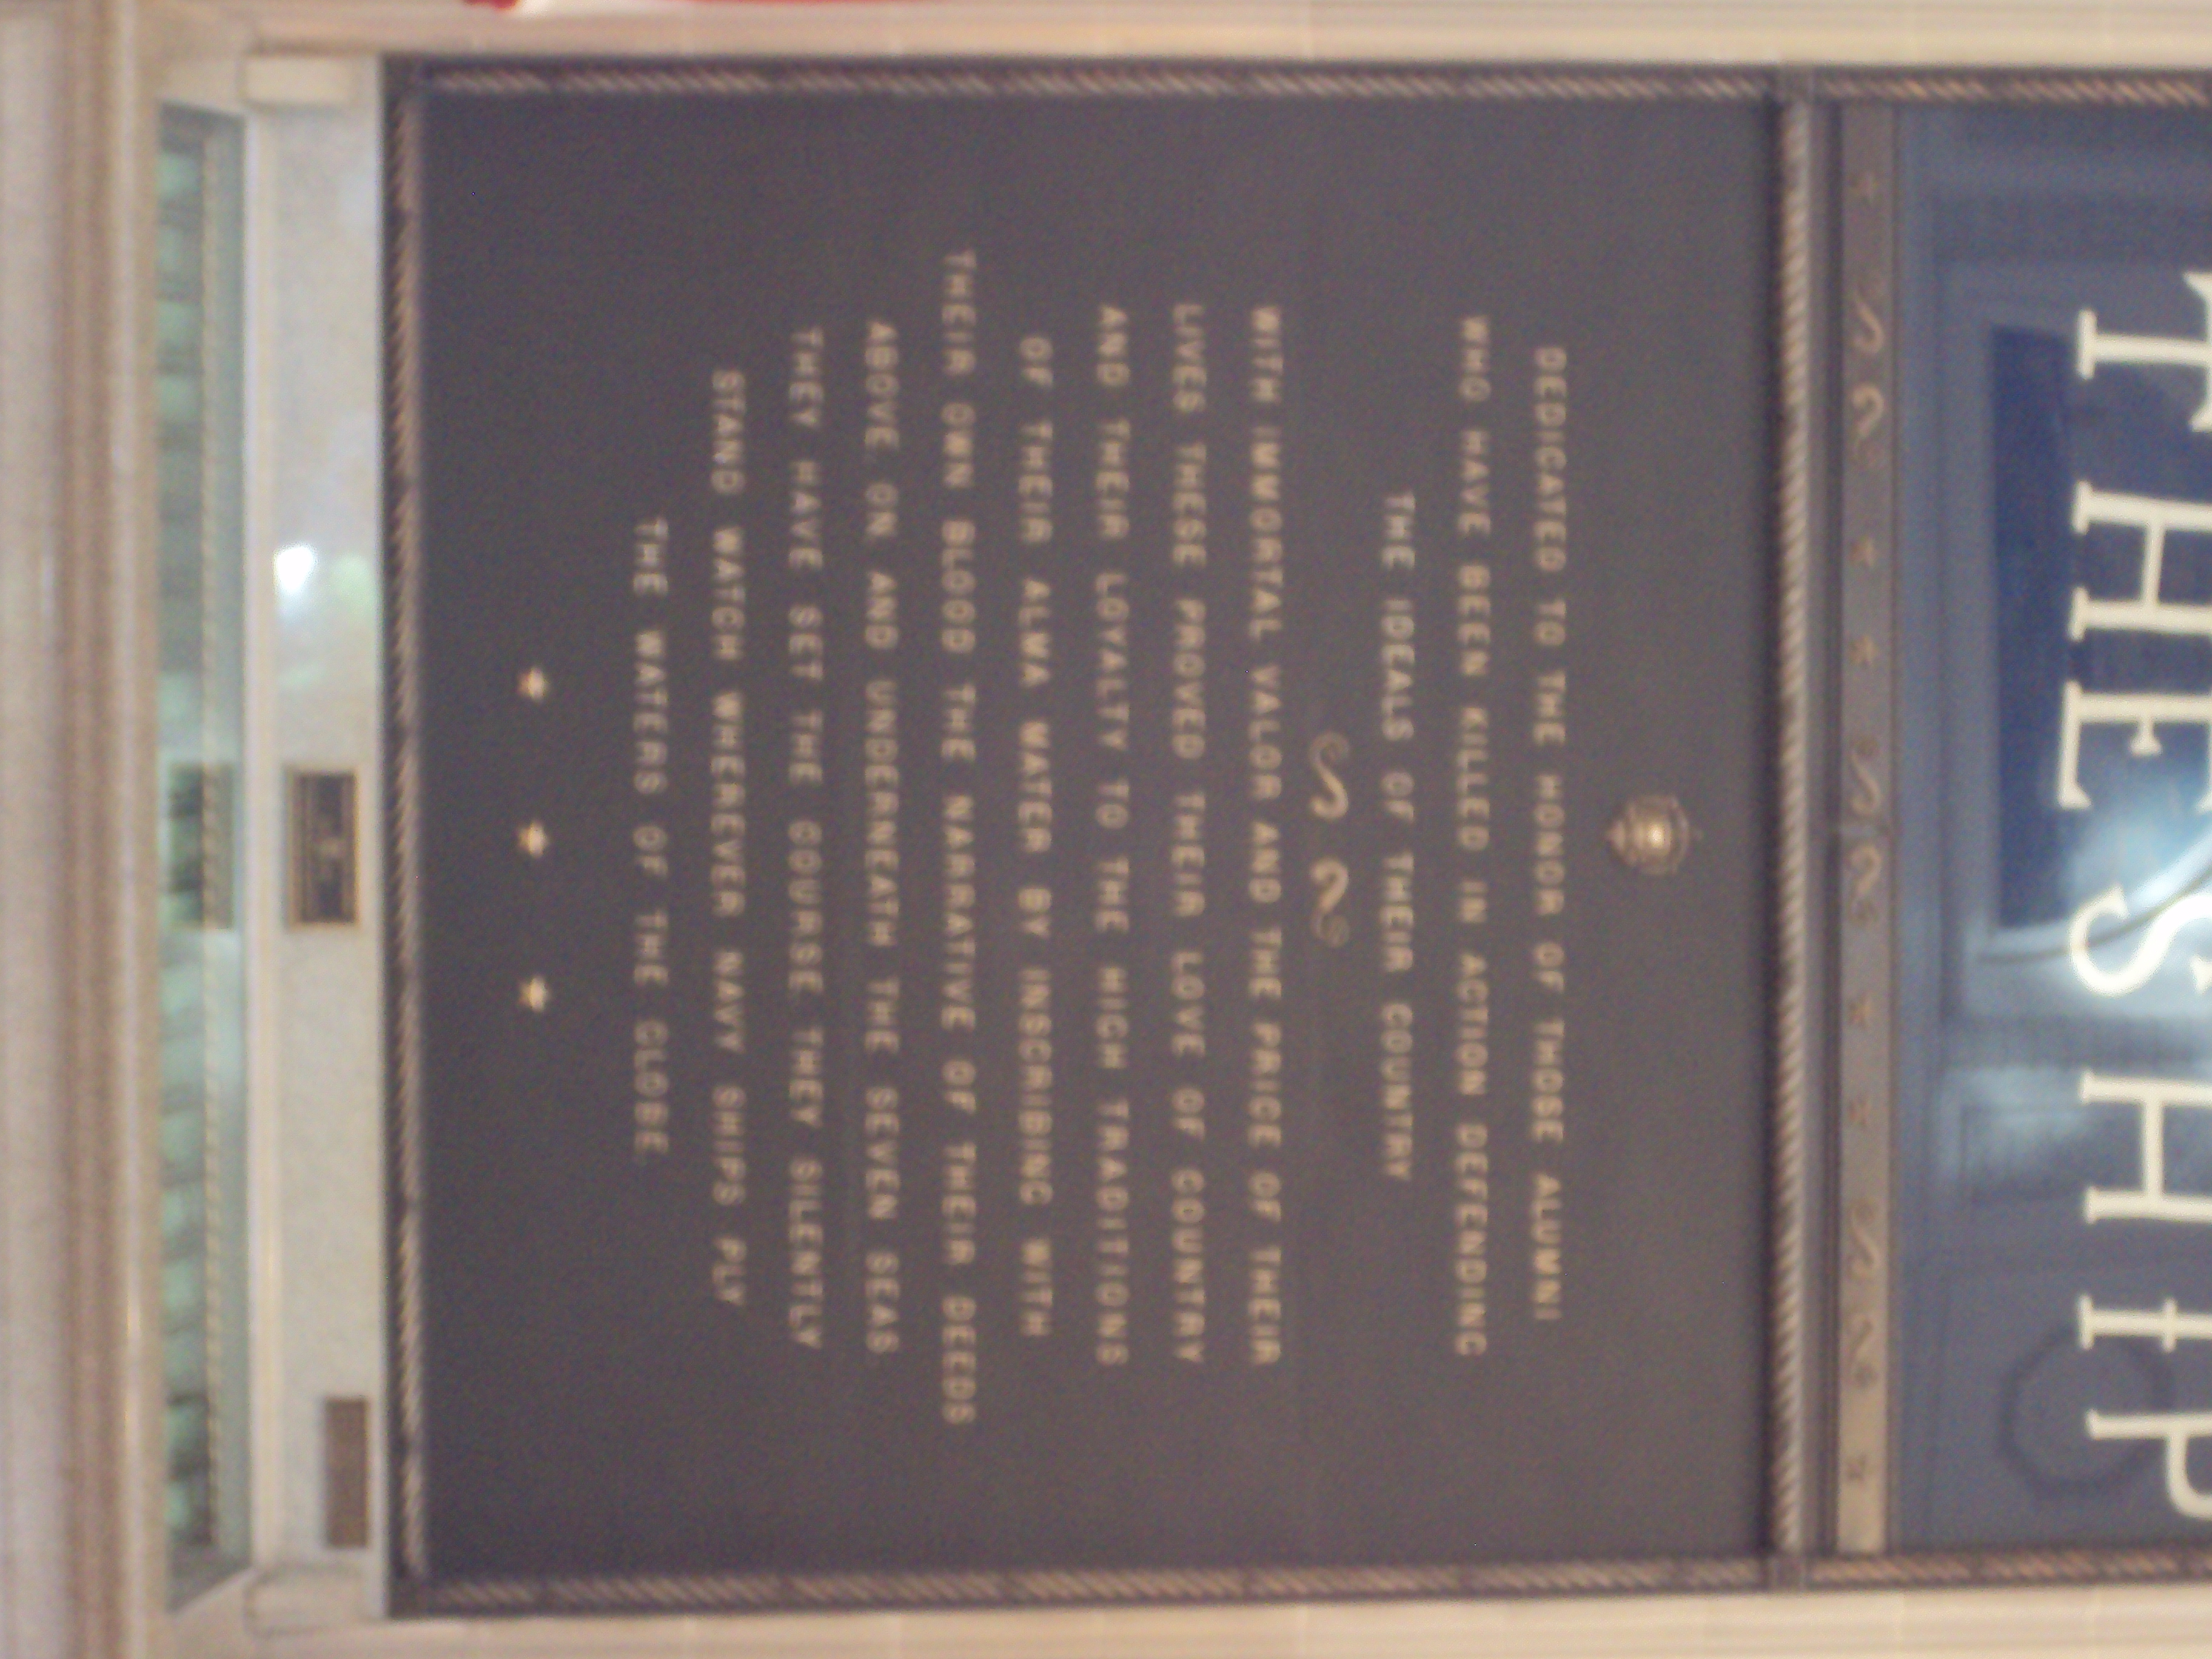 THE SHIP
DEDICATED TO THE HONOR OF THOSE ALUMNI
WHO HAVE BEEN KILLED IN ACTION DEFENDING
THE IDEALS OF THEIR COUNTRY
WITH IMMORTAL VALOR AND THE PRICE OF THEIR
LIVES THESE PROVED THEIR LOVE OF COUNTRY
AND THEIR LOYALTY TO THE HIGH TRADITIONS
OF THEIR ALMA MATER BY INSCRIBING WITH
THEIR OWN BLOOD THE NARRATIVE OF THEIR DEEDS
ABOVE, ON, AND UNDERNEATH THE SEVEN SEAS.
THEY HAVE SET THE COURSE. THEY SILENTLY
STAND WATCH WHEREVER NAVY SHIPS PLY
THE WATERS OF THE GLOBE.